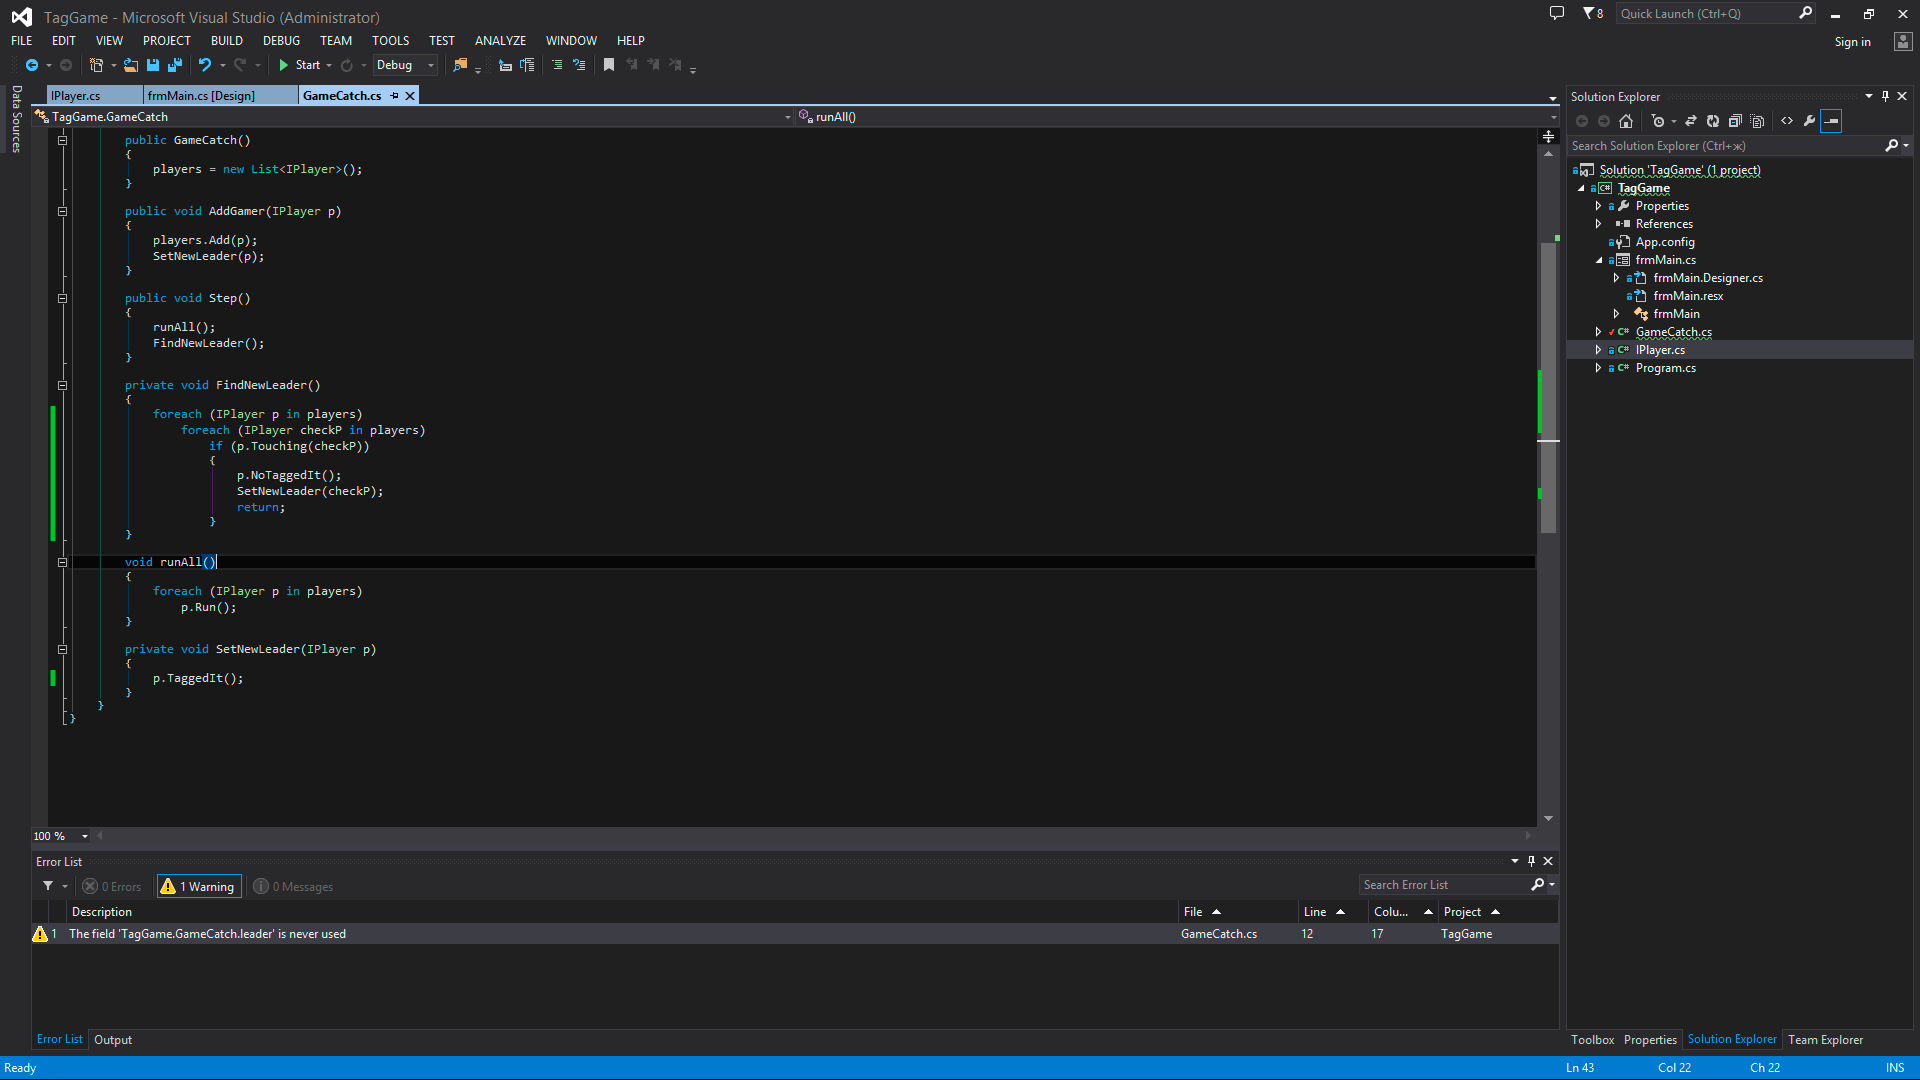 TagGame - Microsoft Visual Studio (Administrator)
8
Quick Launch (Ctrl+Q)
FILE EDIT VIEW PROJECT BUILD DEBUG TEAM TOOLS TEST ANALYZE WINDOW HELP
Sign in
Start Debug
Data Sources
IPlayer.cs frmMain.cs [Design] GameCatch.cs
TagGame.GameCatch runAll()
public GameCatch()
{
players = new List<IPlayer>();
}
public void AddGamer(IPlayer p)
{
players.Add(p);
SetNewLeader(p);
}
public void Step()
{
runAll();
FindNewLeader();
}
private void FindNewLeader()
{
foreach (IPlayer p in players)
foreach (IPlayer checkP in players)
if (p.Touching(checkP))
{
p.NoTaggedIt();
SetNewLeader(checkP);
return;
}
}
void runAll()
{
foreach (IPlayer p in players)
p.Run();
}
private void SetNewLeader(IPlayer p)
{
p.TaggedIt();
}
}
}
100 %
Solution Explorer
Search Solution Explorer (Ctrl+ж)
Solution 'TagGame' (1 project)
C# TagGame
Properties
References
App.config
frmMain.cs
frmMain.Designer.cs
frmMain.resx
frmMain
C# GameCatch.cs
C# IPlayer.cs
C# Program.cs
Error List
0 Errors 1 Warning 0 Messages
Search Error List
Description File Line Colu... Project
1 The field 'TagGame.GameCatch.leader' is never used GameCatch.cs 12 17 TagGame
Error List Output
Toolbox Properties Solution Explorer Team Explorer
Ready Ln 43 Col 22 Ch 22 INS